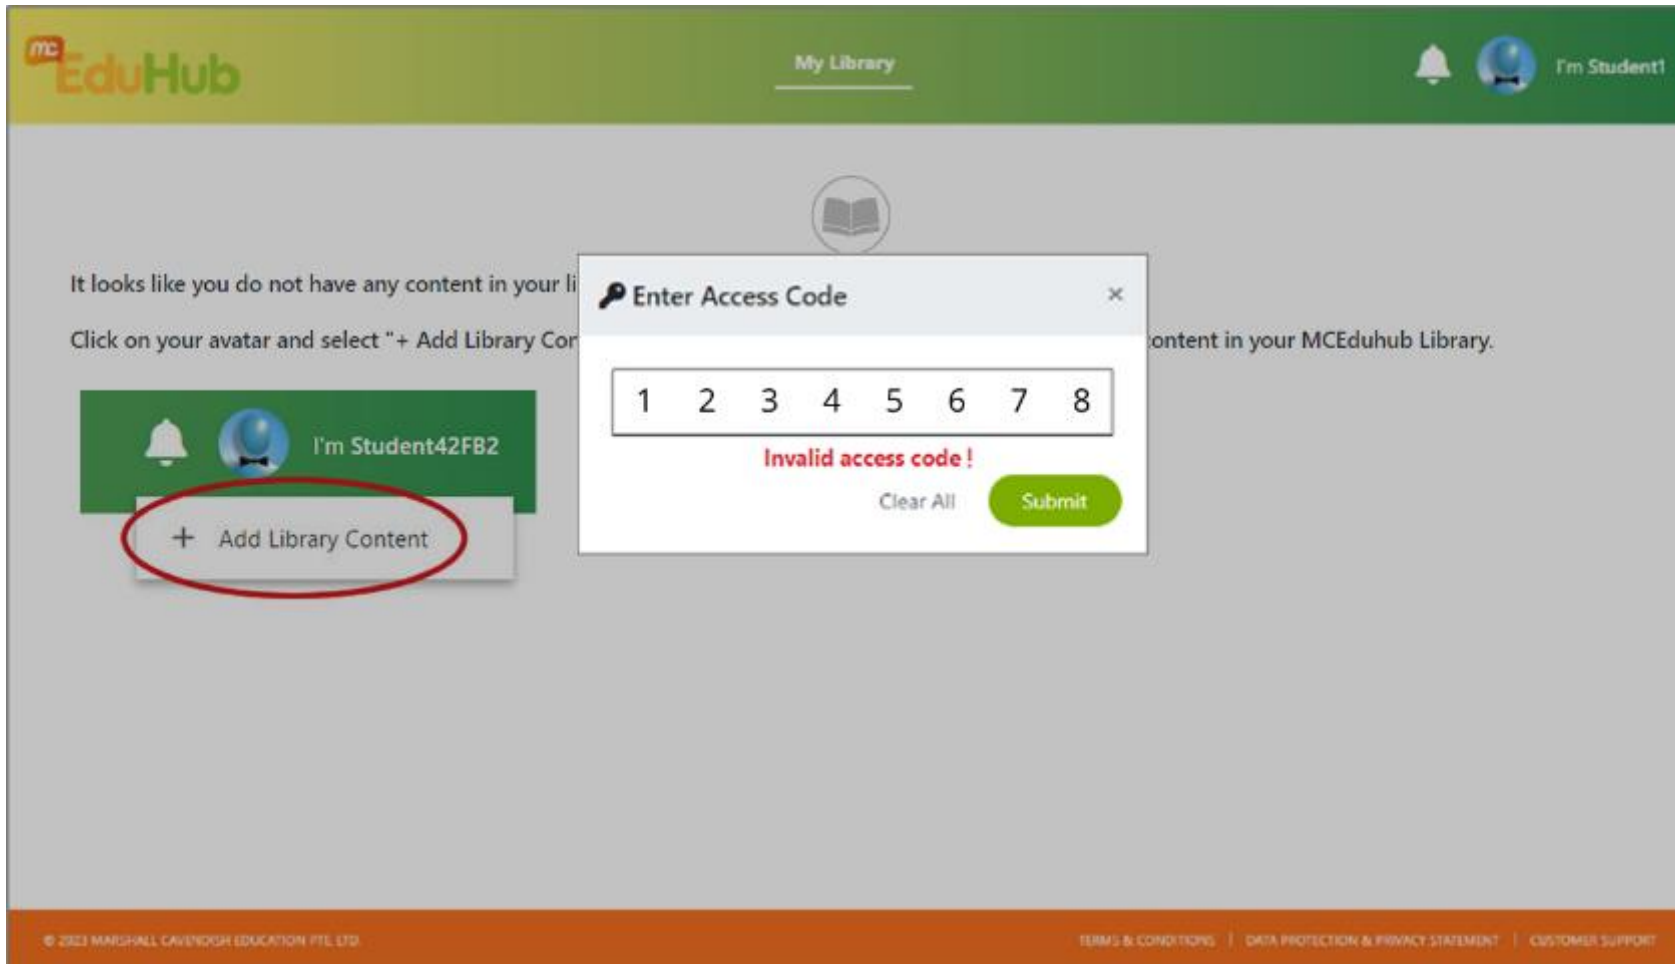 mc
EduHub
My Library
I'm Student1
It looks like you do not have any content in your li
Click on your avatar and select "+ Add Library Con
ontent in your MCEduhub Library.
Enter Access Code ×
1 2 3 4 5 6 7 8
Invalid access code !
Clear All Submit
I'm Student42FB2
+ Add Library Content
© 2023 MARSHALL CAVENDISH EDUCATION PTE. LTD.
TERMS & CONDITIONS | DATA PROTECTION & PRIVACY STATEMENT | CUSTOMER SUPPORT